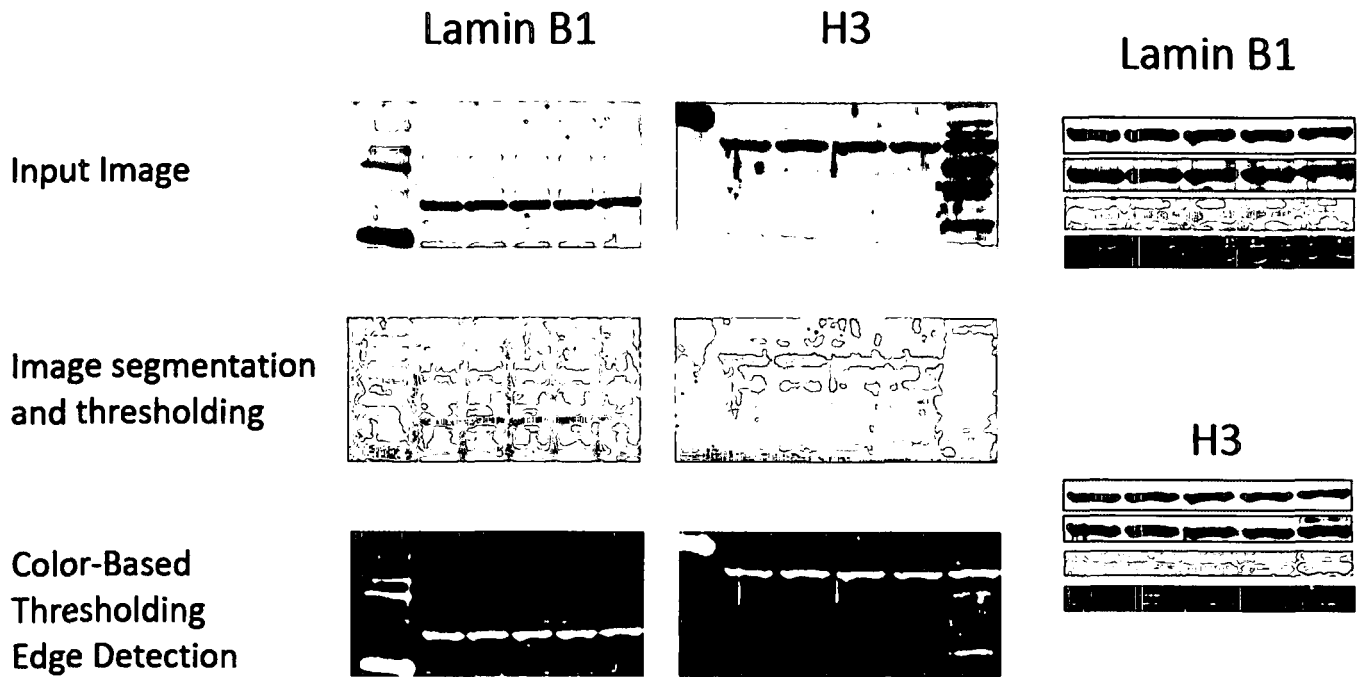 Lamin B1
H3
Lamin B1
Input Image
Image segmentation
and thresholding
H3
Color-Based
Thresholding
Edge Detection